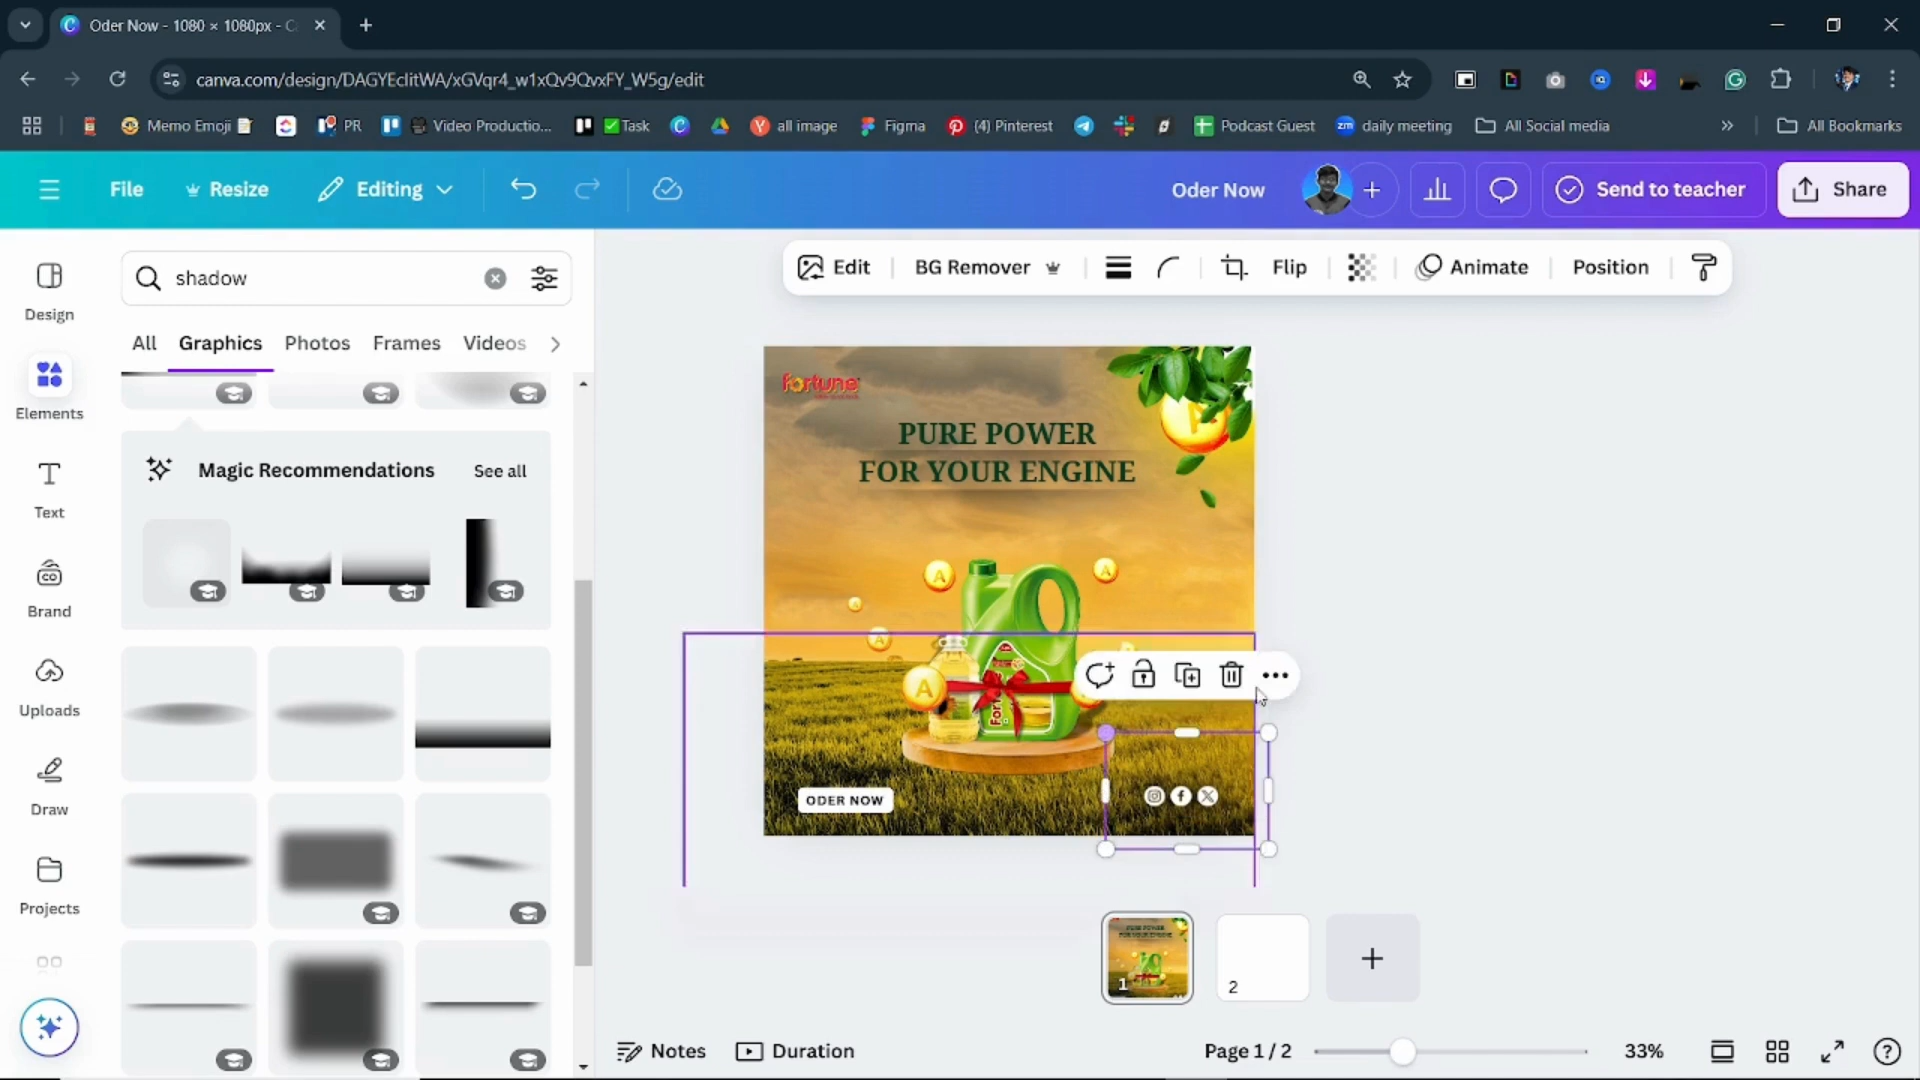 Oder Now - 1080 × 1080px - C
canva.com/design/DAGYEclitWA/xGVqr4_w1xQv9QvxFY_W5g/edit
Memo Emoji
PR
Video Productio...
Task
all image
Figma
(4) Pinterest
Podcast Guest
zm daily meeting
All Social media
All Bookmarks
File
Resize
Editing
Oder Now
Send to teacher
Share
Design
Elements
Text
Brand
Uploads
Draw
Projects
shadow
All
Graphics
Photos
Frames
Videos
Magic Recommendations
See all
Edit
BG Remover
Flip
Animate
Position
fortune
PURE POWER
FOR YOUR ENGINE
A
A
A
A
ODER NOW
1
2
Notes
Duration
Page 1 / 2
33%